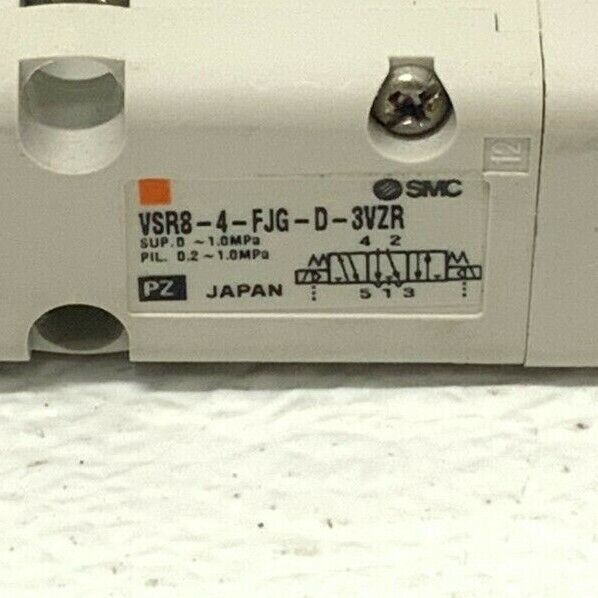 12
SMC
VSR8-4-FJG-D-3VZR
SUP. 0 ~1.0MPa
PIL. 0.2~1.0MPa
4 2
PZ JAPAN
5 1 3